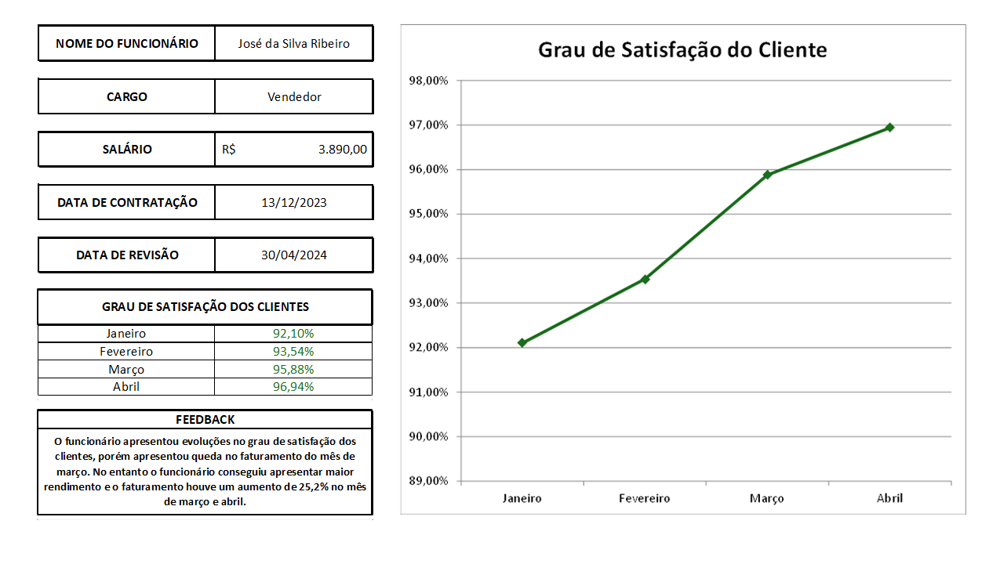 NOME DO FUNCIONÁRIO José da Silva Ribeiro
CARGO Vendedor
SALÁRIO R$ 3.890,00
DATA DE CONTRATAÇÃO 13/12/2023
DATA DE REVISÃO 30/04/2024
GRAU DE SATISFAÇÃO DOS CLIENTES
Janeiro 92,10%
Fevereiro 93,54%
Março 95,88%
Abril 96,94%
FEEDBACK
O funcionário apresentou evoluções no grau de satisfação dos
clientes, porém apresentou queda no faturamento do mês de
março. No entanto o funcionário conseguiu apresentar maior
rendimento e o faturamento houve um aumento de 25,2% no mês
de março e abril.
Grau de Satisfação do Cliente
98,00%
97,00%
96,00%
95,00%
94,00%
93,00%
92,00%
91,00%
90,00%
89,00%
Janeiro Fevereiro Março Abril